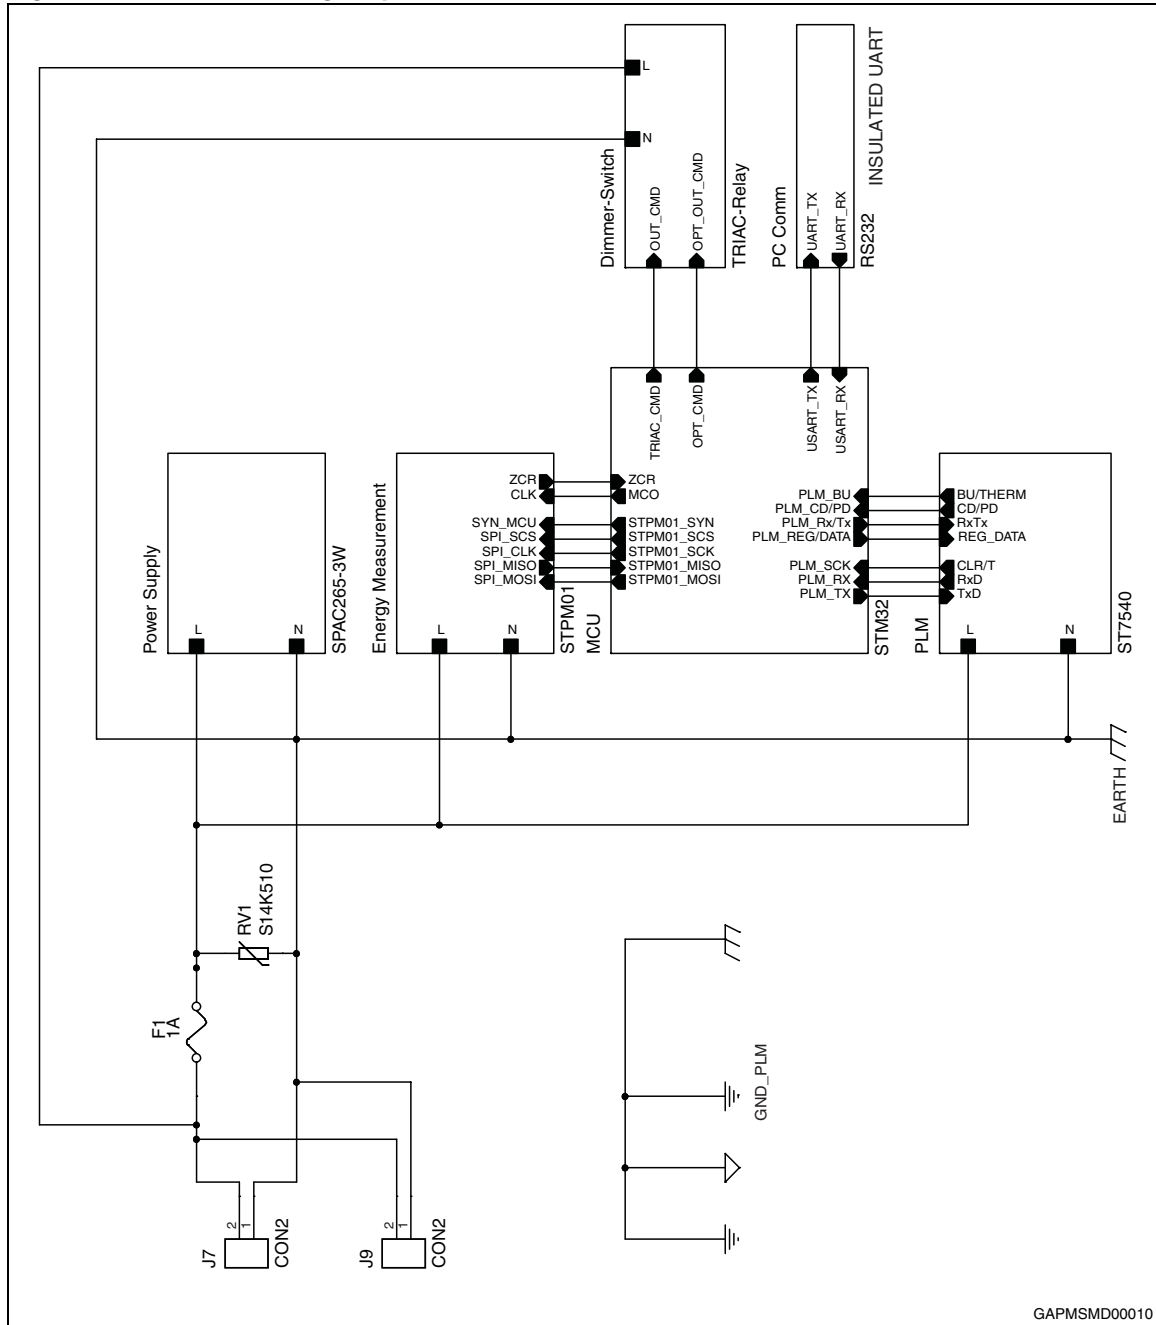 L
N
OUT_CMD
OPT_OUT_CMD
Dimmer-Switch
TRIAC-Relay
UART_TX
UART_RX
PC Comm
RS232
INSULATED UART
TRIAC_CMD
OPT_CMD
USART_TX
USART_RX
Power Supply
L
N
SPAC265-3W
Energy Measurement
ZCR
CLK
SYN_MCU
SPI_SCS
SPI_CLK
SPI_MISO
SPI_MOSI
L
N
STPM01
MCU
ZCR
MCO
STPM01_SYN
STPM01_SCS
STPM01_SCK
STPM01_MISO
STPM01_MOSI
PLM_BU
PLM_CD/PD
PLM_Rx/Tx
PLM_REG/DATA
PLM_SCK
PLM_RX
PLM_TX
STM32
PLM
BU/THERM
CD/PD
RxTx
REG_DATA
CLR/T
RxD
TxD
L
N
ST7540
EARTH
RV1
S14K510
F1
1A
GND_PLM
J7
2
1
CON2
J9
2
1
CON2
GAPMSMD00010